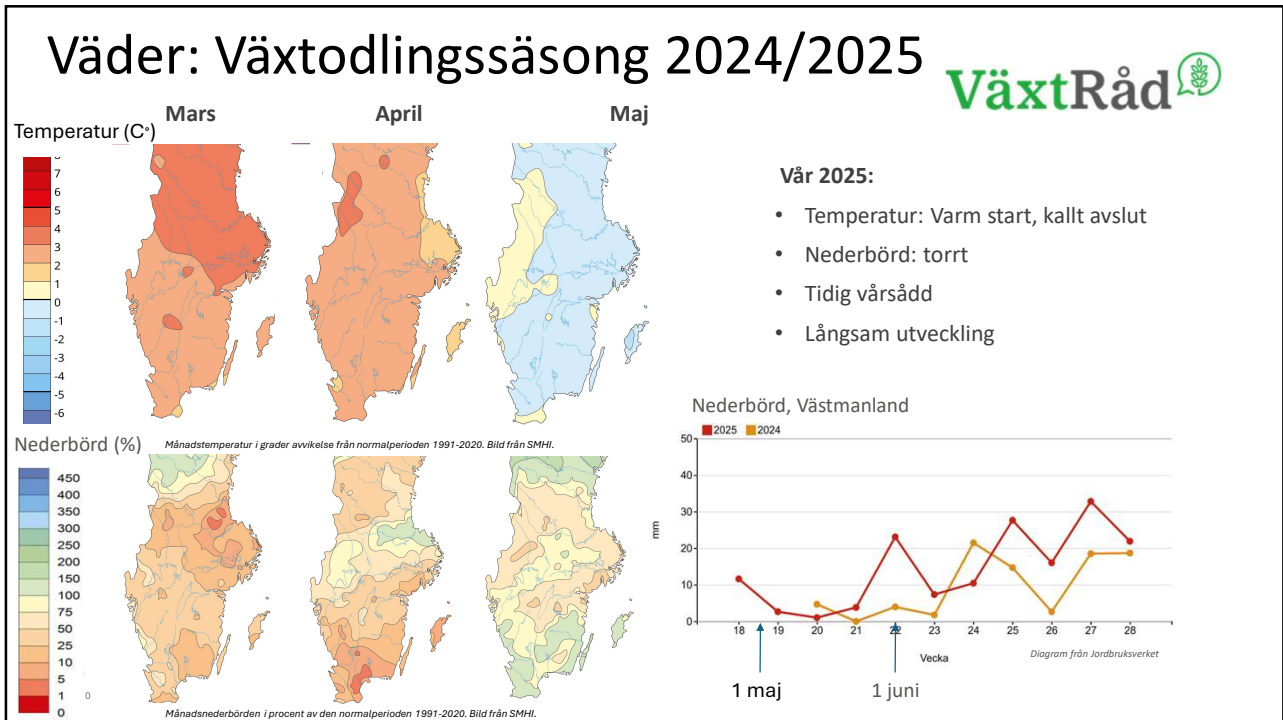 Väder: Växtodlingssäsong 2024/2025
VäxtRåd
Mars
April
Maj
Temperatur (C°)
7
6
5
4
3
2
1
0
-1
-2
-3
-4
-5
-6
Vår 2025:
• Temperatur: Varm start, kallt avslut
• Nederbörd: torrt
• Tidig vårsådd
• Långsam utveckling
Månadstemperatur i grader avvikelse från normalperioden 1991-2020. Bild från SMHI.
Nederbörd (%)
450
400
350
300
250
200
150
100
75
50
25
10
5
1
0
0
Månadsnederbörden i procent av den normalperioden 1991-2020. Bild från SMHI.
Nederbörd, Västmanland
2025 2024
50
40
30
20
10
0
mm
18 19 20 21 22 23 24 25 26 27 28
Vecka
Diagram från Jordbruksverket
1 maj
1 juni